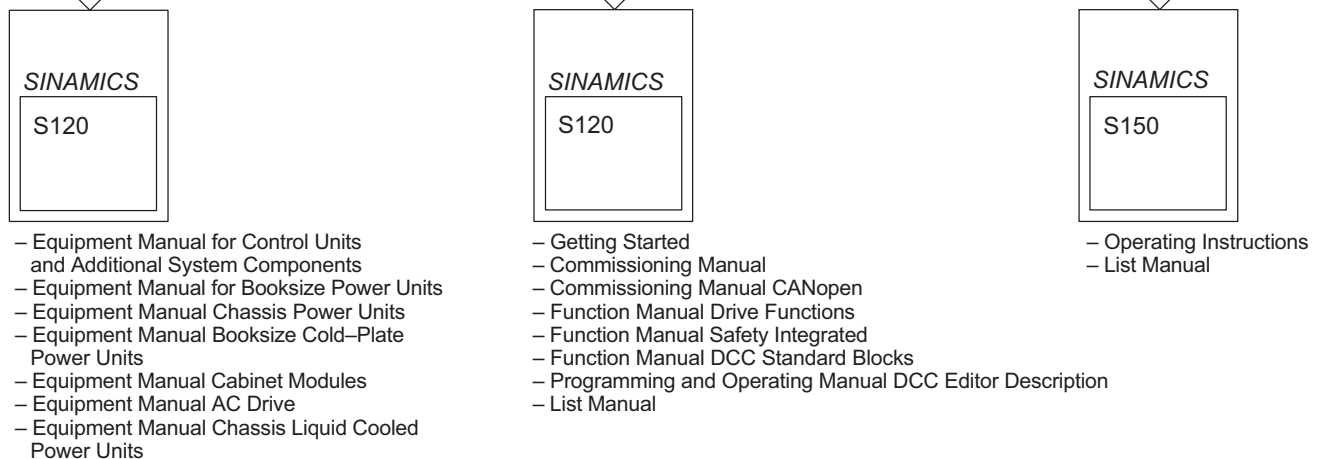 SINAMICS
S120
– Equipment Manual for Control Units
and Additional System Components
– Equipment Manual for Booksize Power Units
– Equipment Manual Chassis Power Units
– Equipment Manual Booksize Cold–Plate
Power Units
– Equipment Manual Cabinet Modules
– Equipment Manual AC Drive
– Equipment Manual Chassis Liquid Cooled
Power Units
SINAMICS
S120
– Getting Started
– Commissioning Manual
– Commissioning Manual CANopen
– Function Manual Drive Functions
– Function Manual Safety Integrated
– Function Manual DCC Standard Blocks
– Programming and Operating Manual DCC Editor Description
– List Manual
SINAMICS
S150
– Operating Instructions
– List Manual